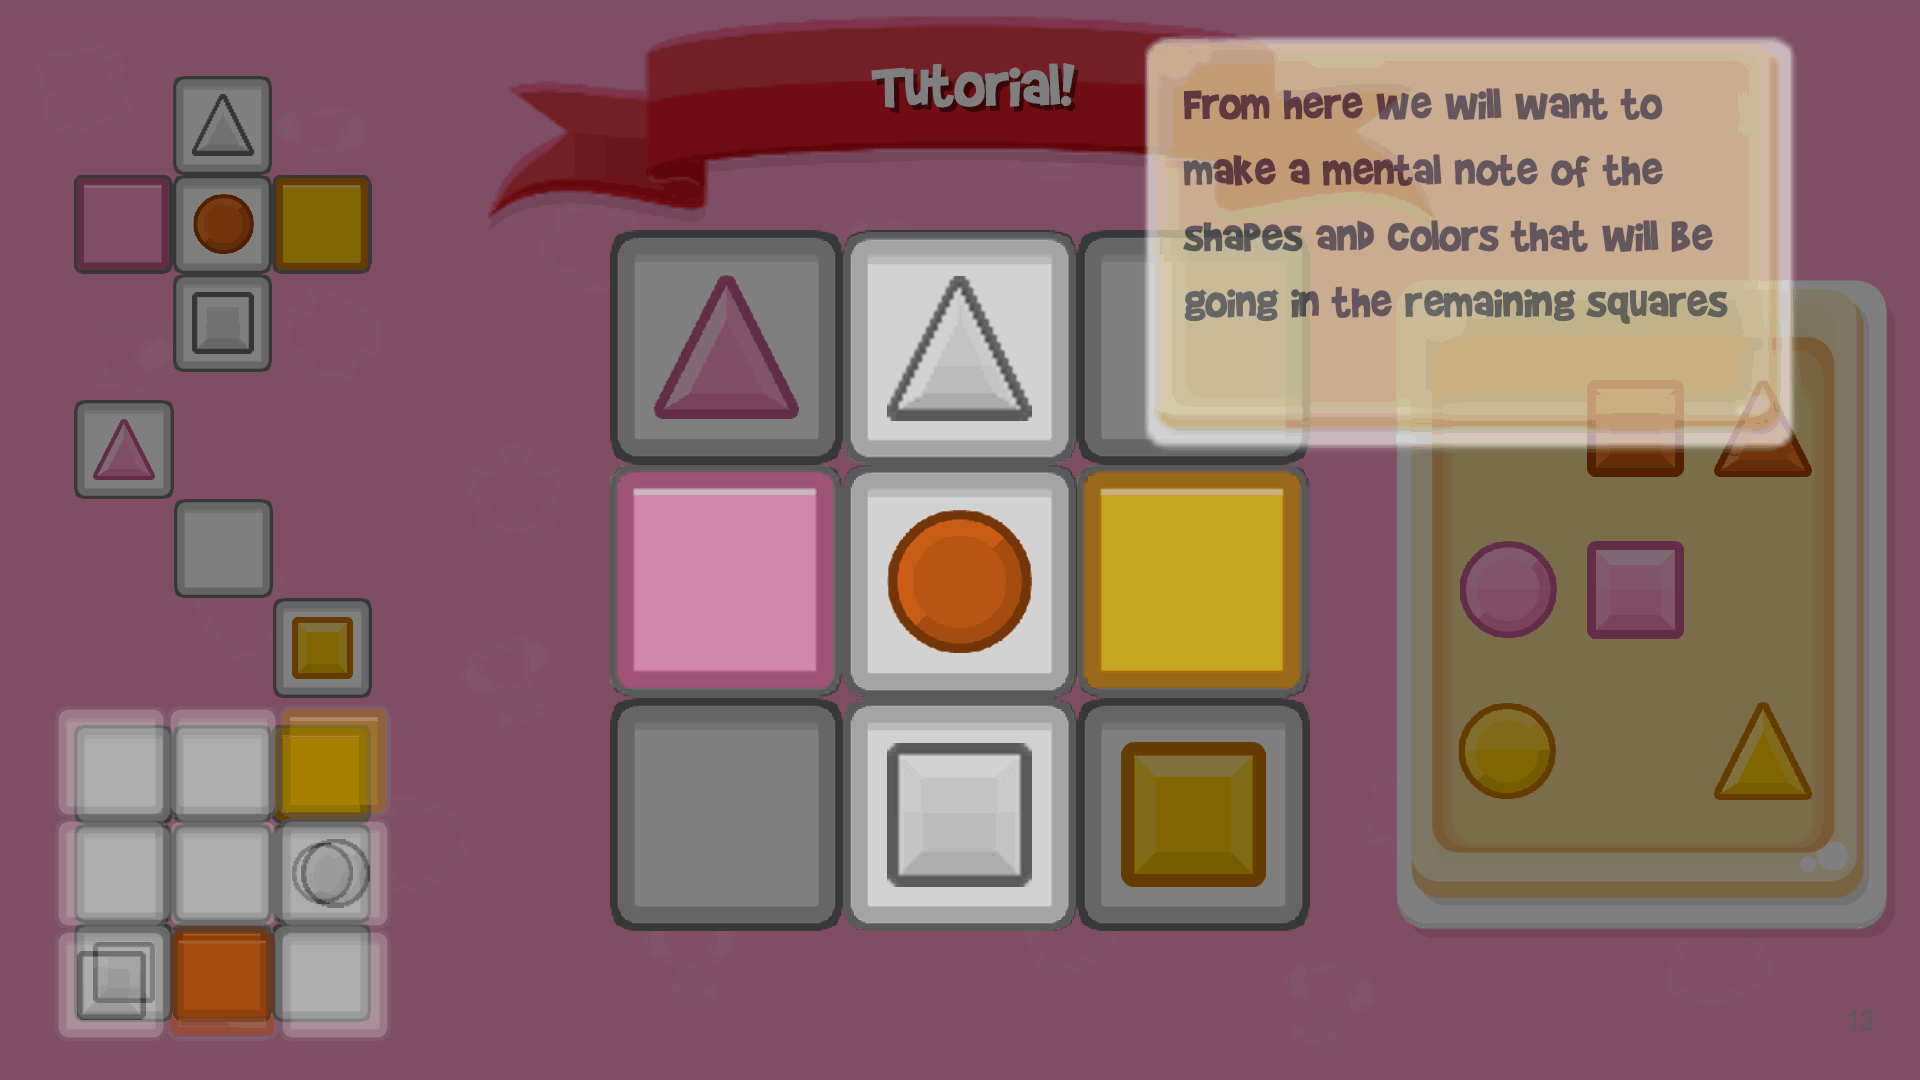 Tutorial!
From here we will want to
make a mental note of the
shapes and colors that will be
going in the remaining squares
12